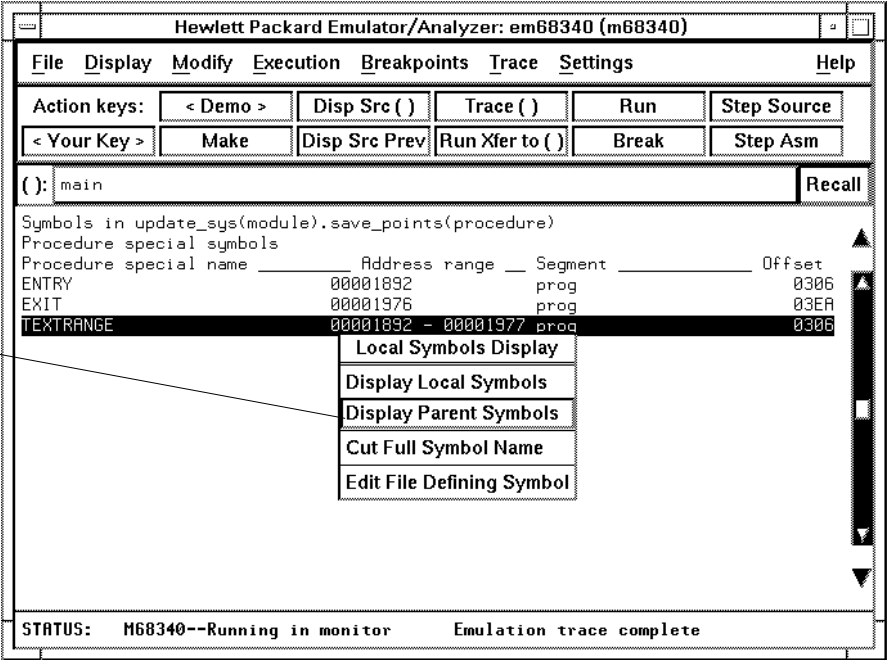 Hewlett Packard Emulator/Analyzer: em68340 (m68340)
File Display Modify Execution Breakpoints Trace Settings Help
Action keys: < Demo > Disp Src ( ) Trace ( ) Run Step Source
< Your Key > Make Disp Src Prev Run Xfer to ( ) Break Step Asm
( ): main Recall
Symbols in update_sys(module).save_points(procedure)
Procedure special symbols
Procedure special name __________ Address range __ Segment ____________ Offset
ENTRY 00001892 prog 0306
EXIT 00001976 prog 03EA
TEXTRANGE 00001892 - 00001977 prog 0306
Local Symbols Display
Display Local Symbols
Display Parent Symbols
Cut Full Symbol Name
Edit File Defining Symbol
STATUS: M68340--Running in monitor Emulation trace complete